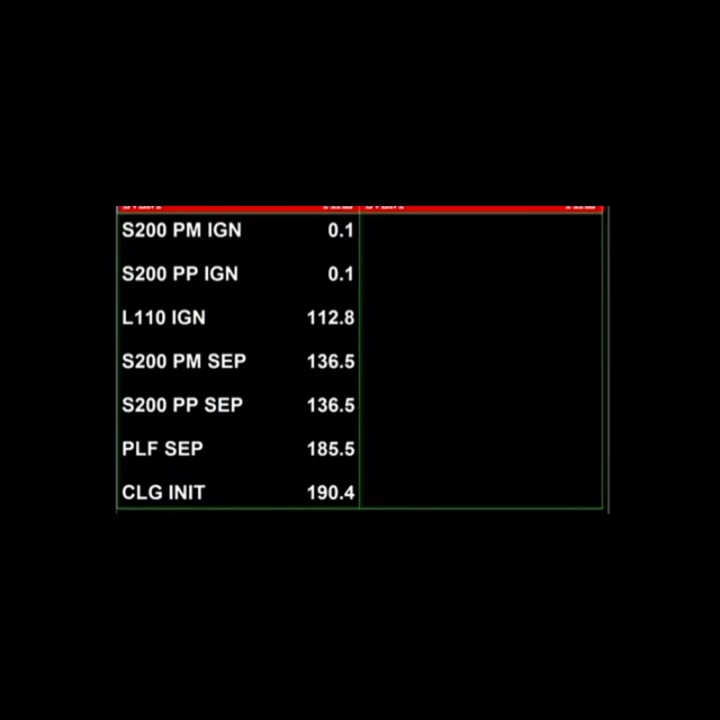 S200 PM IGN 0.1
S200 PP IGN 0.1
L110 IGN 112.8
S200 PM SEP 136.5
S200 PP SEP 136.5
PLF SEP 185.5
CLG INIT 190.4